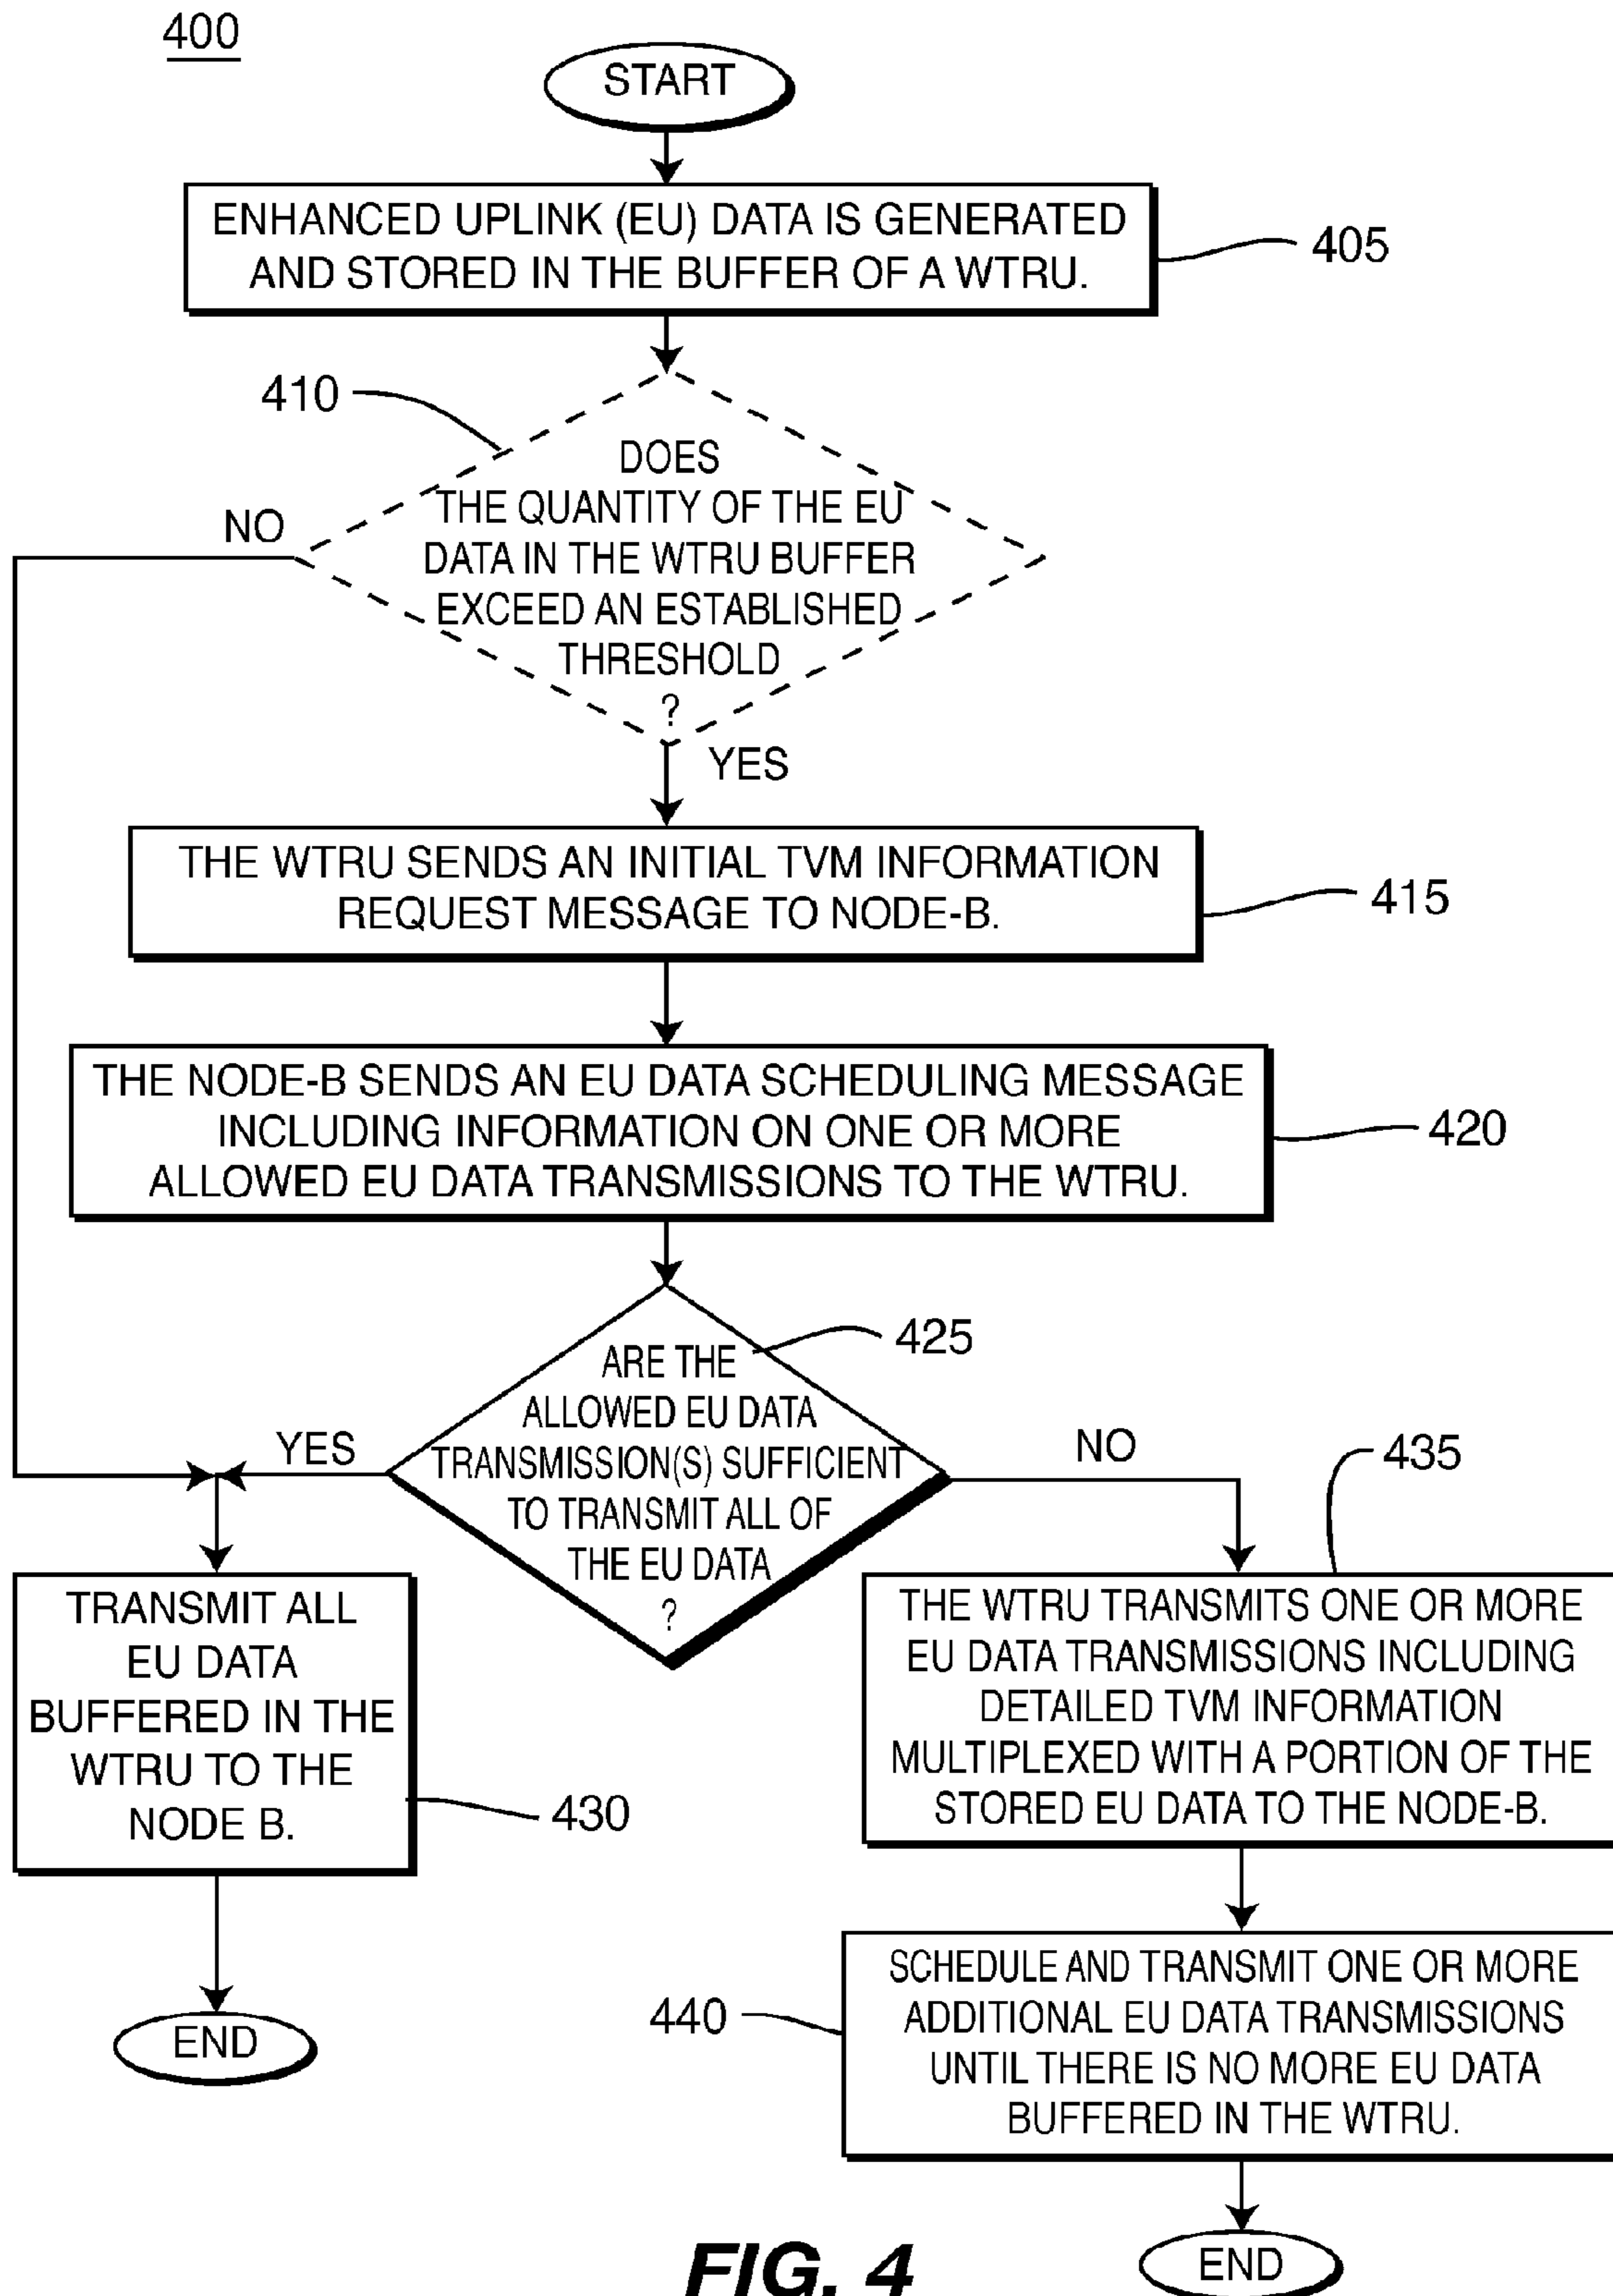 400
START
ENHANCED UPLINK (EU) DATA IS GENERATED
AND STORED IN THE BUFFER OF A WTRU.
405
410
DOES
THE QUANTITY OF THE EU
DATA IN THE WTRU BUFFER
EXCEED AN ESTABLISHED
THRESHOLD
?
NO
YES
THE WTRU SENDS AN INITIAL TVM INFORMATION
REQUEST MESSAGE TO NODE-B.
415
THE NODE-B SENDS AN EU DATA SCHEDULING MESSAGE
INCLUDING INFORMATION ON ONE OR MORE
ALLOWED EU DATA TRANSMISSIONS TO THE WTRU.
420
425
ARE THE
ALLOWED EU DATA
TRANSMISSION(S) SUFFICIENT
TO TRANSMIT ALL OF
THE EU DATA
?
YES
NO
435
TRANSMIT ALL
EU DATA
BUFFERED IN THE
WTRU TO THE
NODE B.
430
THE WTRU TRANSMITS ONE OR MORE
EU DATA TRANSMISSIONS INCLUDING
DETAILED TVM INFORMATION
MULTIPLEXED WITH A PORTION OF THE
STORED EU DATA TO THE NODE-B.
END
440
SCHEDULE AND TRANSMIT ONE OR MORE
ADDITIONAL EU DATA TRANSMISSIONS
UNTIL THERE IS NO MORE EU DATA
BUFFERED IN THE WTRU.
END
FIG. 4